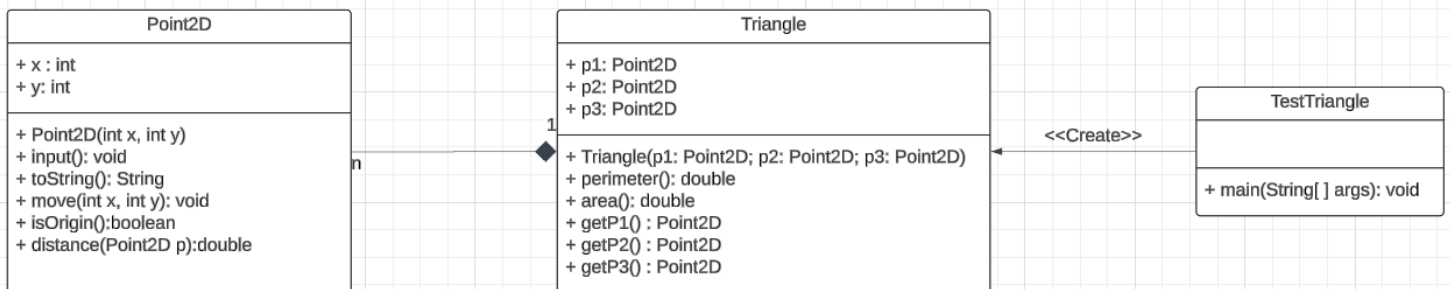 Point2D
+ x : int
+ y: int
+ Point2D(int x, int y)
+ input(): void
+ toString(): String
+ move(int x, int y): void
+ isOrigin():boolean
+ distance(Point2D p):double
n
1
Triangle
+ p1: Point2D
+ p2: Point2D
+ p3: Point2D
+ Triangle(p1: Point2D; p2: Point2D; p3: Point2D)
+ perimeter(): double
+ area(): double
+ getP1() : Point2D
+ getP2() : Point2D
+ getP3() : Point2D
<<Create>>
TestTriangle
+ main(String[ ] args): void